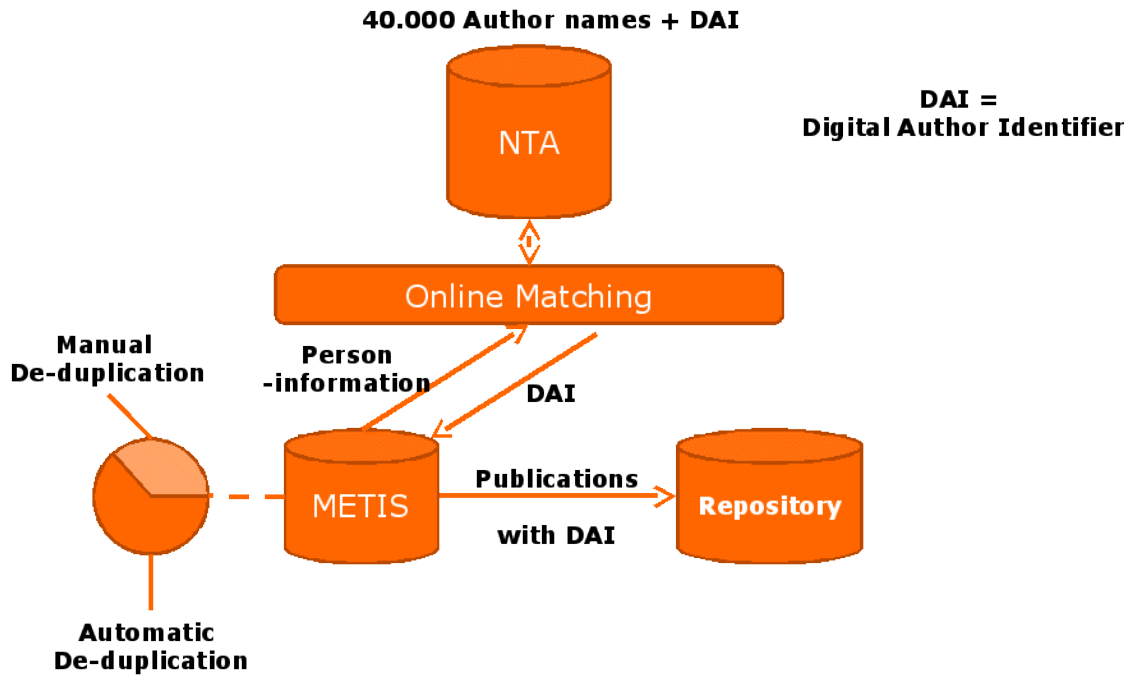 40.000 Author names + DAI
DAI =
Digital Author Identifier
NTA
Online Matching
Manual
De-duplication
Person
-information
DAI
METIS
Publications
with DAI
Repository
Automatic
De-duplication